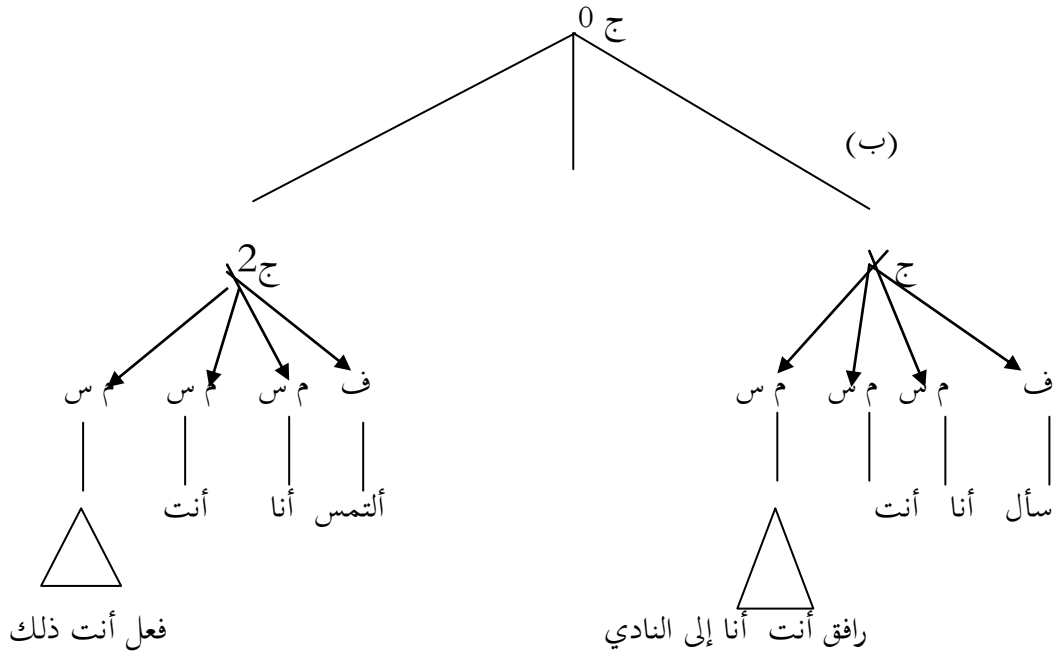 ج 0
(ب)
ج ج2
ف م س م س م س ف م س م س م س
سأل أنا أنت ألتمس أنا أنت
رافق أنت أنا إلى النادي فعل أنت ذلك